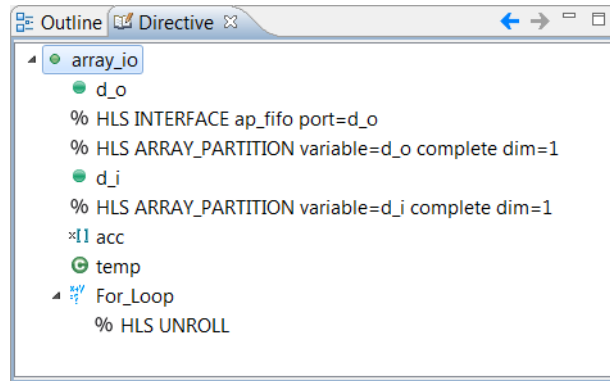 Outline Directive
array_io
d_o
% HLS INTERFACE ap_fifo port=d_o
% HLS ARRAY_PARTITION variable=d_o complete dim=1
d_i
% HLS ARRAY_PARTITION variable=d_i complete dim=1
×[] acc
temp
For_Loop
% HLS UNROLL